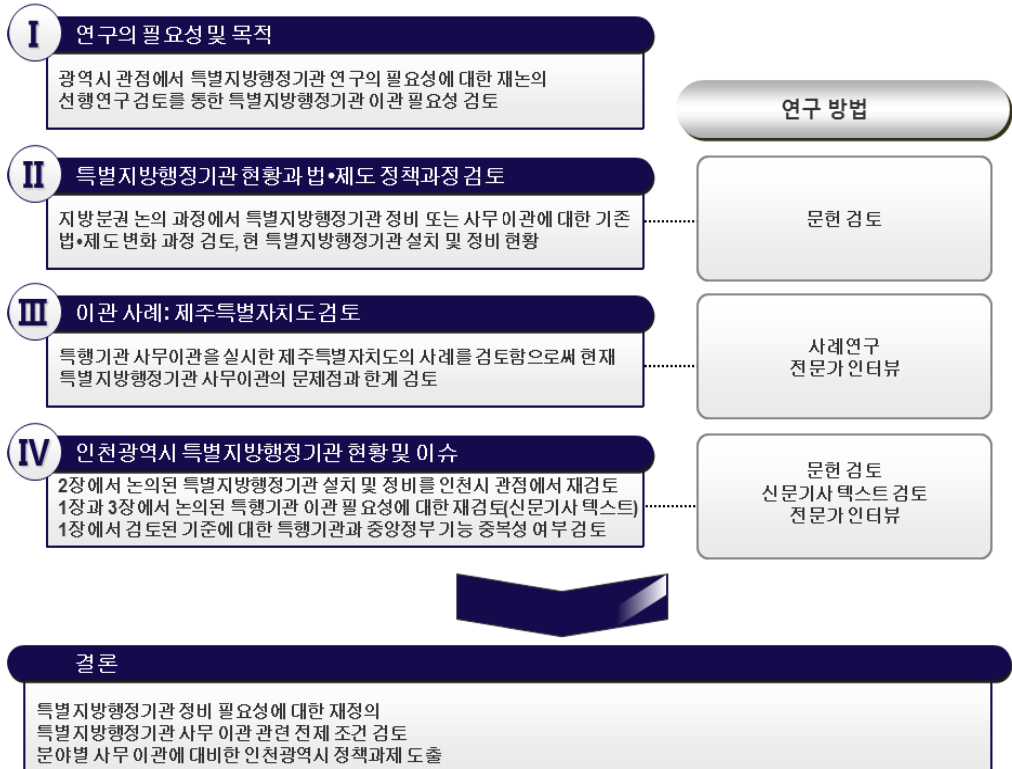 I 연구의 필요성 및 목적
광역시 관점에서 특별지방행정기관 연구의 필요성에 대한 재논의
선행연구 검토를 통한 특별지방행정기관 이관 필요성 검토
연구 방법
II 특별지방행정기관 현황과 법•제도 정책과정 검토
지방분권 논의 과정에서 특별지방행정기관 정비 또는 사무 이관에 대한 기존
법•제도 변화 과정 검토, 현 특별지방행정기관 설치 및 정비 현황
문헌 검토
III 이관 사례: 제주특별자치도 검토
특행기관 사무이관을 실시한 제주특별자치도의 사례를 검토함으로써 현재
특별지방행정기관 사무이관의 문제점과 한계 검토
사례연구
전문가 인터뷰
IV 인천광역시 특별지방행정기관 현황 및 이슈
2장에서 논의된 특별지방행정기관 설치 및 정비를 인천시 관점에서 재검토
1장과 3장에서 논의된 특행기관 이관 필요성에 대한 재검토(신문기사 텍스트)
1장에서 검토된 기준에 대한 특행기관과 중앙정부 기능 중복성 여부 검토
문헌 검토
신문기사 텍스트 검토
전문가 인터뷰
결론
특별지방행정기관 정비 필요성에 대한 재정의
특별지방행정기관 사무 이관 관련 전제 조건 검토
분야별 사무 이관에 대비한 인천광역시 정책과제 도출